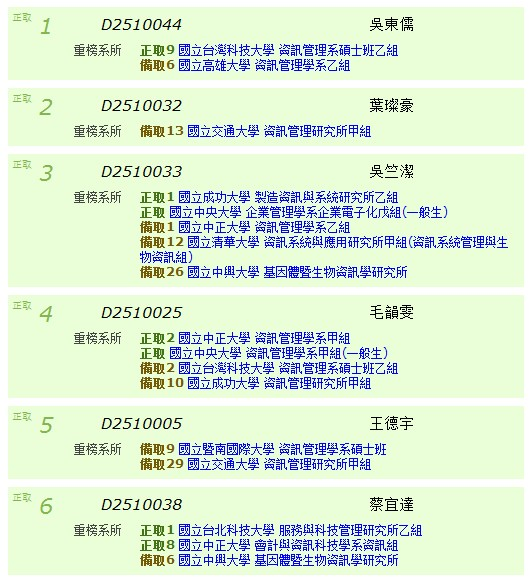 正取 1 D2510044 吳東儒
重榜系所 正取9 國立台灣科技大學 資訊管理系碩士班乙組
備取6 國立高雄大學 資訊管理學系乙組
正取 2 D2510032 葉璨豪
重榜系所 備取13 國立交通大學 資訊管理研究所甲組
正取 3 D2510033 吳竺潔
重榜系所 正取1 國立成功大學 製造資訊與系統研究所乙組
正取 國立中央大學 企業管理學系企業電子化戊組(一般生)
備取1 國立中正大學 資訊管理學系乙組
備取12 國立清華大學 資訊系統與應用研究所甲組(資訊系統管理與生
物資訊組)
備取26 國立中興大學 基因體暨生物資訊學研究所
正取 4 D2510025 毛韻雯
重榜系所 正取2 國立中正大學 資訊管理學系甲組
正取 國立中央大學 資訊管理學系甲組(一般生)
備取2 國立台灣科技大學 資訊管理系碩士班乙組
備取10 國立成功大學 資訊管理研究所甲組
正取 5 D2510005 王德宇
重榜系所 備取9 國立暨南國際大學 資訊管理學系碩士班
備取29 國立交通大學 資訊管理研究所甲組
正取 6 D2510038 蔡宜達
重榜系所 正取1 國立台北科技大學 服務與科技管理研究所乙組
正取8 國立中正大學 會計與資訊科技學系資訊組
備取6 國立中興大學 基因體暨生物資訊學研究所